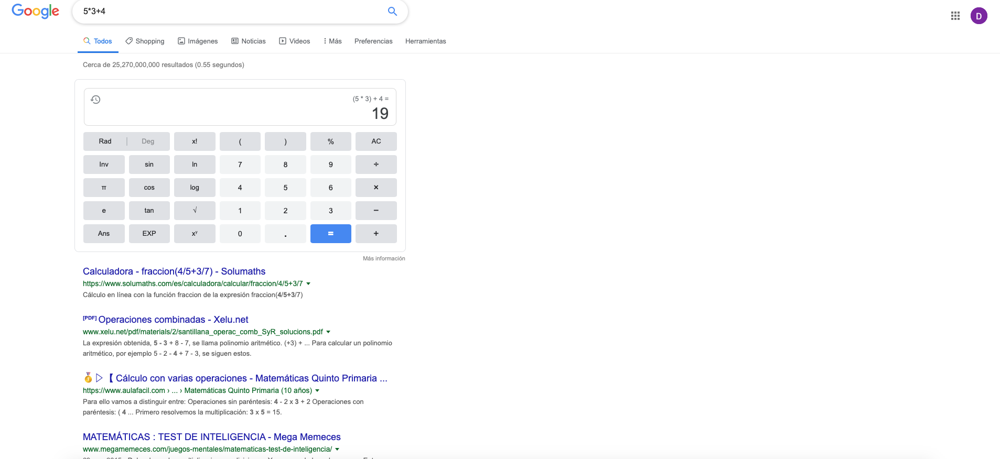 Google
5*3+4
D
Todos Shopping Imágenes Noticias Videos Más Preferencias Herramientas
Cerca de 25,270,000,000 resultados (0.55 segundos)
(5 * 3) + 4 =
19
Rad | Deg x! ( ) % AC
Inv sin ln 7 8 9 ÷
π cos log 4 5 6 ×
e tan √ 1 2 3 −
Ans EXP xʸ 0 . = +
Más información
Calculadora - fraccion(4/5+3/7) - Solumaths
https://www.solumaths.com/es/calculadora/calcular/fraccion/4/5+3/7
Cálculo en línea con la función fraccion de la expresión fraccion(4/5+3/7)
[PDF] Operaciones combinadas - Xelu.net
www.xelu.net/pdf/materials/2/santillana_operac_comb_SyR_solucions.pdf
La expresión obtenida, 5 - 3 + 8 - 7, se llama polinomio aritmético. (+3) + ... Para calcular un polinomio
aritmético, por ejemplo 5 - 2 - 4 + 7 - 3, se siguen estos.
🥇▷【 Cálculo con varias operaciones - Matemáticas Quinto Primaria ...
https://www.aulafacil.com › ... › Matemáticas Quinto Primaria (10 años)
Para ello vamos a distinguir entre: Operaciones sin paréntesis: 4 - 2 x 3 + 2 Operaciones con
paréntesis: ( 4 ... Primero resolvemos la multiplicación: 3 x 5 = 15.
MATEMÁTICAS : TEST DE INTELIGENCIA - Mega Memeces
www.megamemeces.com/juegos-mentales/matematicas-test-de-inteligencia/